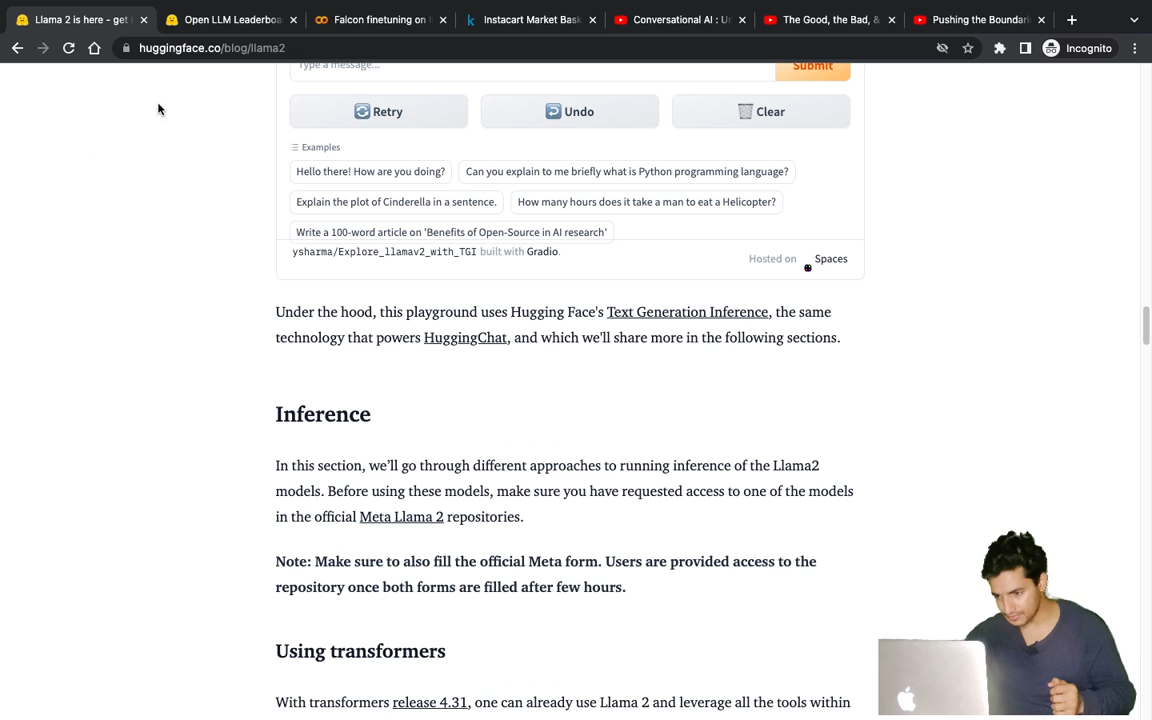 Llama 2 is here - get i
Open LLM Leaderboa
Falcon finetuning on
Instacart Market Bask
Conversational AI : U
The Good, the Bad, &
Pushing the Boundari
huggingface.co/blog/llama2
Incognito
Type a message...
Submit
Retry
Undo
Clear
Examples
Hello there! How are you doing?
Can you explain to me briefly what is Python programming language?
Explain the plot of Cinderella in a sentence.
How many hours does it take a man to eat a Helicopter?
Write a 100-word article on 'Benefits of Open-Source in AI research'
ysharma/Explore_llamav2_with_TGI built with Gradio.
Hosted on Spaces
Under the hood, this playground uses Hugging Face's Text Generation Inference, the same
technology that powers HuggingChat, and which we'll share more in the following sections.
Inference
In this section, we’ll go through different approaches to running inference of the Llama2
models. Before using these models, make sure you have requested access to one of the models
in the official Meta Llama 2 repositories.
Note: Make sure to also fill the official Meta form. Users are provided access to the
repository once both forms are filled after few hours.
Using transformers
With transformers release 4.31, one can already use Llama 2 and leverage all the tools within